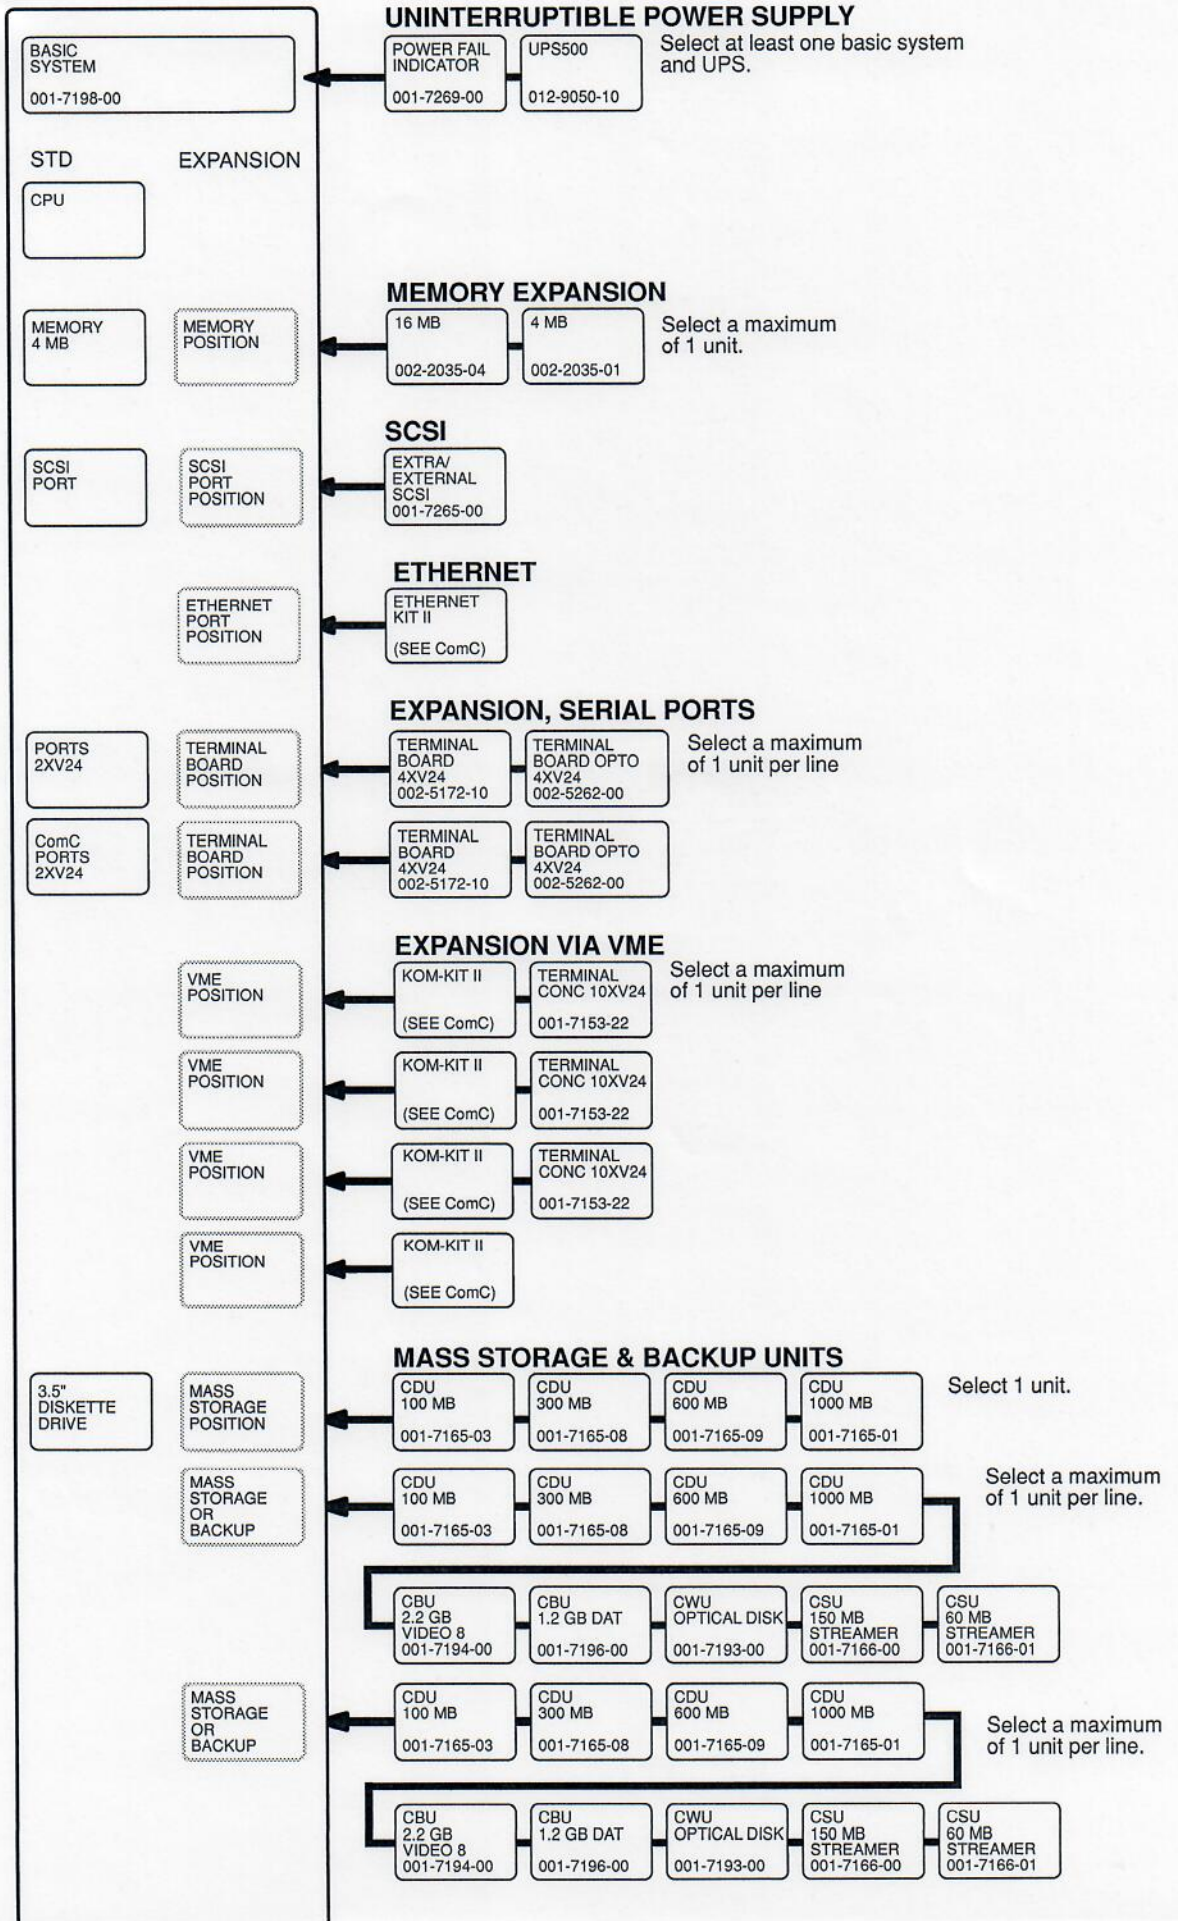 UNINTERRUPTIBLE POWER SUPPLY
BASIC
SYSTEM
001-7198-00
POWER FAIL
INDICATOR
001-7269-00
UPS500
012-9050-10
Select at least one basic system
and UPS.
STD
EXPANSION
CPU
MEMORY EXPANSION
MEMORY
4 MB
MEMORY
POSITION
16 MB
002-2035-04
4 MB
002-2035-01
Select a maximum
of 1 unit.
SCSI
SCSI
PORT
SCSI
PORT
POSITION
EXTRA/
EXTERNAL
SCSI
001-7265-00
ETHERNET
ETHERNET
PORT
POSITION
ETHERNET
KIT II
(SEE ComC)
EXPANSION, SERIAL PORTS
PORTS
2XV24
TERMINAL
BOARD
POSITION
TERMINAL
BOARD
4XV24
002-5172-10
TERMINAL
BOARD OPTO
4XV24
002-5262-00
Select a maximum
of 1 unit per line
ComC
PORTS
2XV24
TERMINAL
BOARD
POSITION
TERMINAL
BOARD
4XV24
002-5172-10
TERMINAL
BOARD OPTO
4XV24
002-5262-00
EXPANSION VIA VME
VME
POSITION
KOM-KIT II
(SEE ComC)
TERMINAL
CONC 10XV24
001-7153-22
Select a maximum
of 1 unit per line
VME
POSITION
KOM-KIT II
(SEE ComC)
TERMINAL
CONC 10XV24
001-7153-22
VME
POSITION
KOM-KIT II
(SEE ComC)
TERMINAL
CONC 10XV24
001-7153-22
VME
POSITION
KOM-KIT II
(SEE ComC)
MASS STORAGE & BACKUP UNITS
3.5"
DISKETTE
DRIVE
MASS
STORAGE
POSITION
CDU
100 MB
001-7165-03
CDU
300 MB
001-7165-08
CDU
600 MB
001-7165-09
CDU
1000 MB
001-7165-01
Select 1 unit.
MASS
STORAGE
OR
BACKUP
CDU
100 MB
001-7165-03
CDU
300 MB
001-7165-08
CDU
600 MB
001-7165-09
CDU
1000 MB
001-7165-01
Select a maximum
of 1 unit per line.
CBU
2.2 GB
VIDEO 8
001-7194-00
CBU
1.2 GB DAT
001-7196-00
CWU
OPTICAL DISK
001-7193-00
CSU
150 MB
STREAMER
001-7166-00
CSU
60 MB
STREAMER
001-7166-01
MASS
STORAGE
OR
BACKUP
CDU
100 MB
001-7165-03
CDU
300 MB
001-7165-08
CDU
600 MB
001-7165-09
CDU
1000 MB
001-7165-01
Select a maximum
of 1 unit per line.
CBU
2.2 GB
VIDEO 8
001-7194-00
CBU
1.2 GB DAT
001-7196-00
CWU
OPTICAL DISK
001-7193-00
CSU
150 MB
STREAMER
001-7166-00
CSU
60 MB
STREAMER
001-7166-01